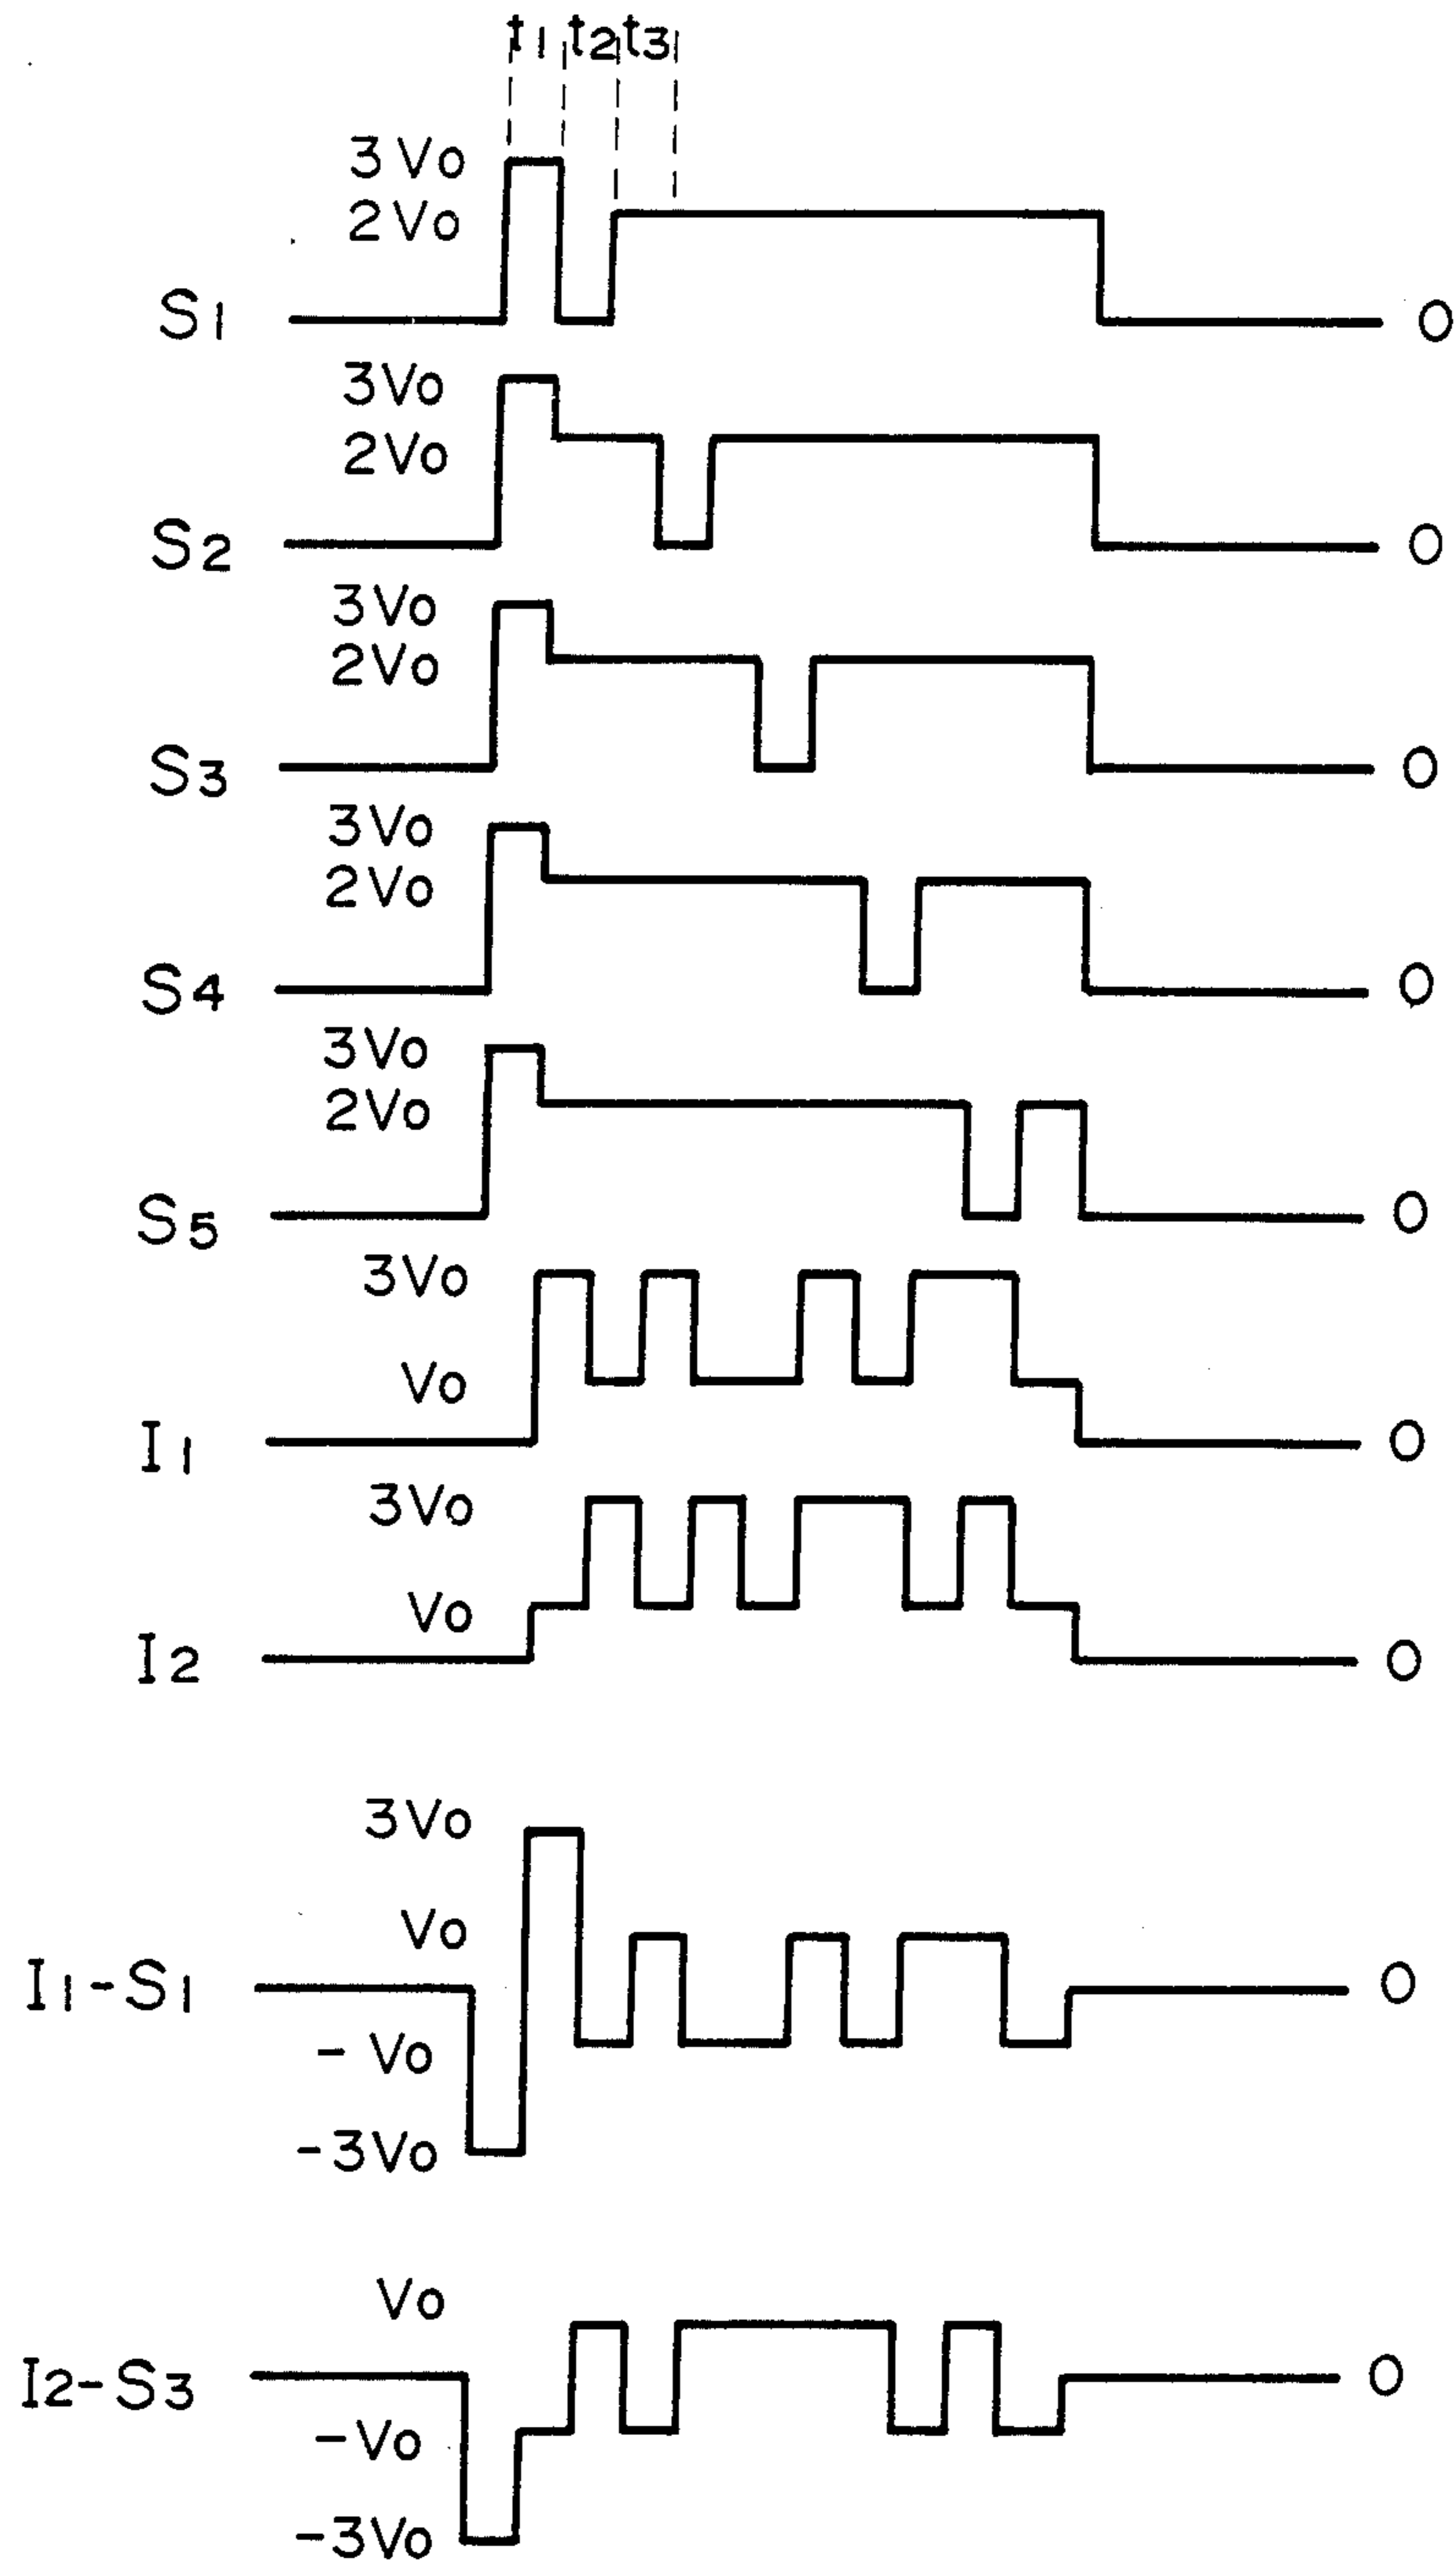 t1 t2 t3
3Vo
2Vo
S1 0
3Vo
2Vo
S2 0
3Vo
2Vo
S3 0
3Vo
2Vo
S4 0
3Vo
2Vo
S5 0
3Vo
Vo
I1 0
3Vo
Vo
I2 0
3Vo
Vo
I1-S1 0
-Vo
-3Vo
Vo
I2-S3 0
-Vo
-3Vo